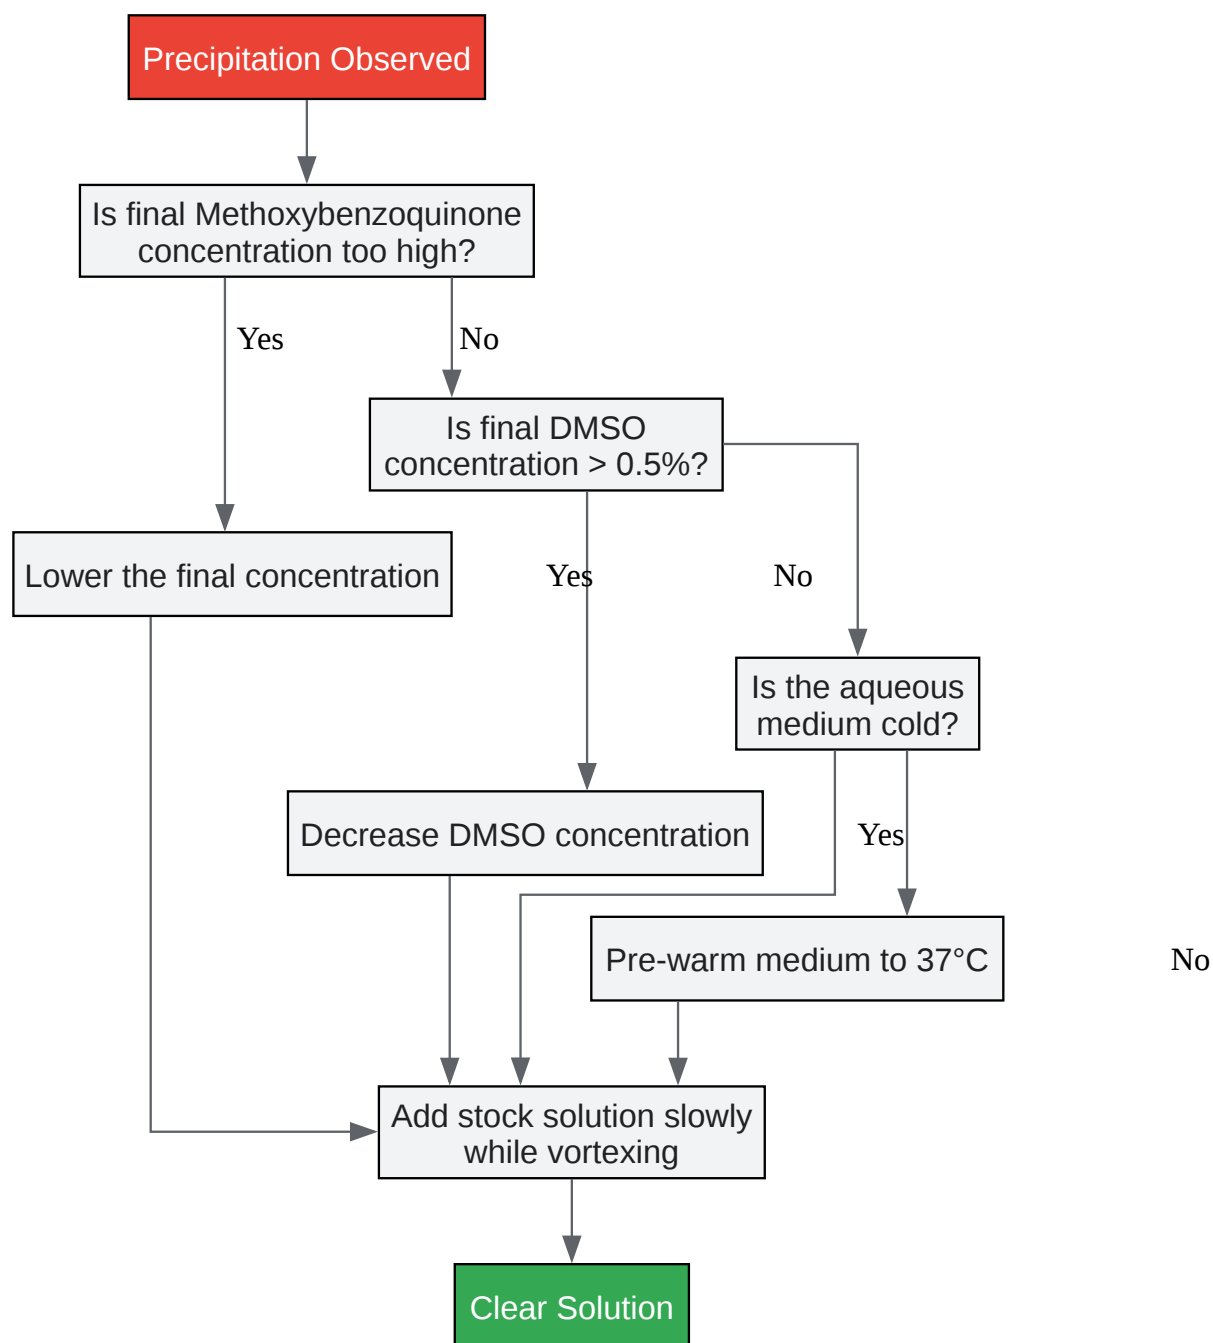 Precipitation Observed
Is final Methoxybenzoquinone
concentration too high?
Yes
No
Is final DMSO
concentration > 0.5%?
Lower the final concentration
Yes
No
Is the aqueous
medium cold?
Decrease DMSO concentration
Yes
Pre-warm medium to 37°C
No
Add stock solution slowly
while vortexing
Clear Solution